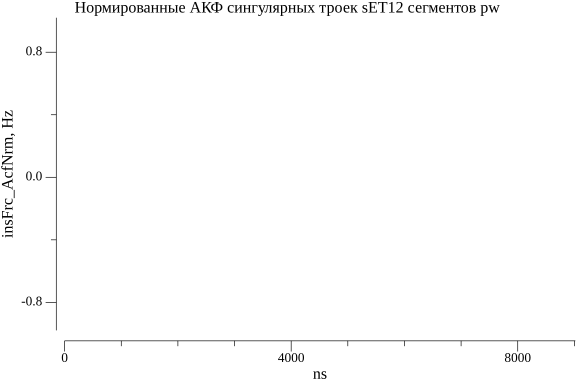 Нормированные АКФ сингулярных троек sET12 сегментов pw
0.8
insFrc_AcfNrm, Hz
0.0
-0.8
0 4000 8000
ns